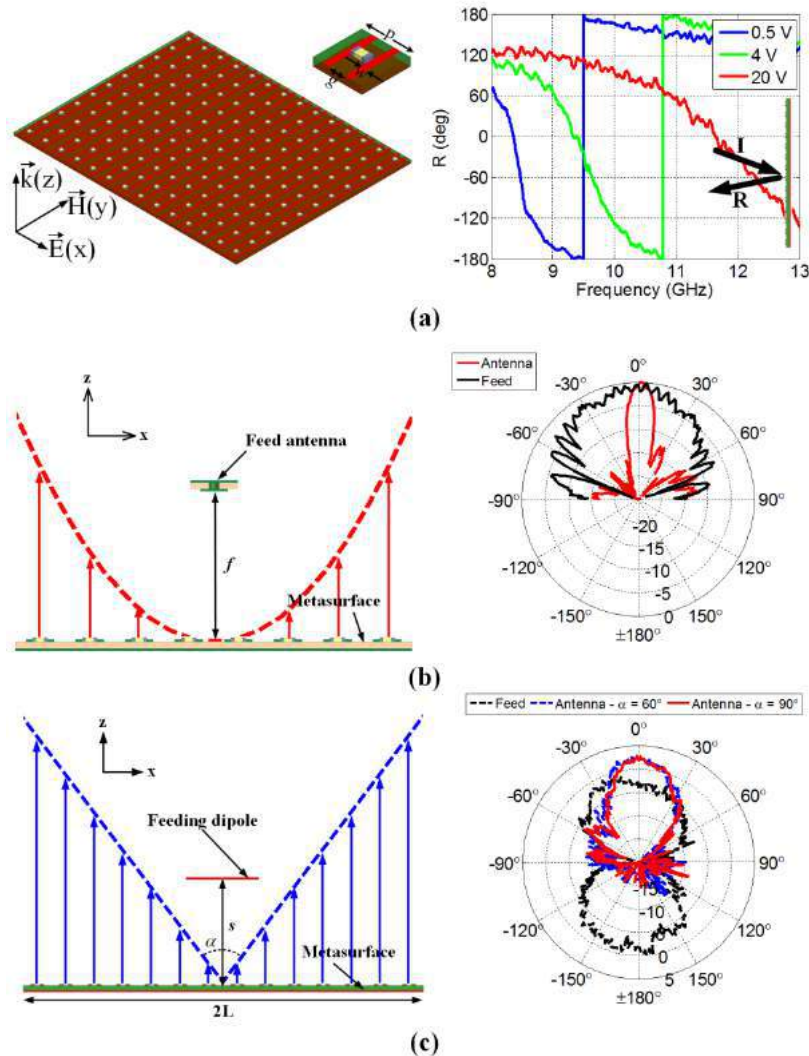 p
g
k(z)
H(y)
E(x)
180
120
60
0
-60
-120
-180
R (deg)
0.5 V
4 V
20 V
I
R
8 9 10 11 12 13
Frequency (GHz)
(a)
z
x
Feed antenna
f
Metasurface
Antenna
Feed
0°
-30° 30°
-60° 60°
-90° 90°
-120° 120°
-150° 150°
±180°
-20
-15
-10
-5
0
(b)
z
x
Feeding dipole
s
α
Metasurface
2L
Feed Antenna - α = 60° Antenna - α = 90°
0°
-30° 30°
-60° 60°
-90° 90°
-120° 120°
-150° 150°
±180°
-15
-10
-5
0
5
(c)